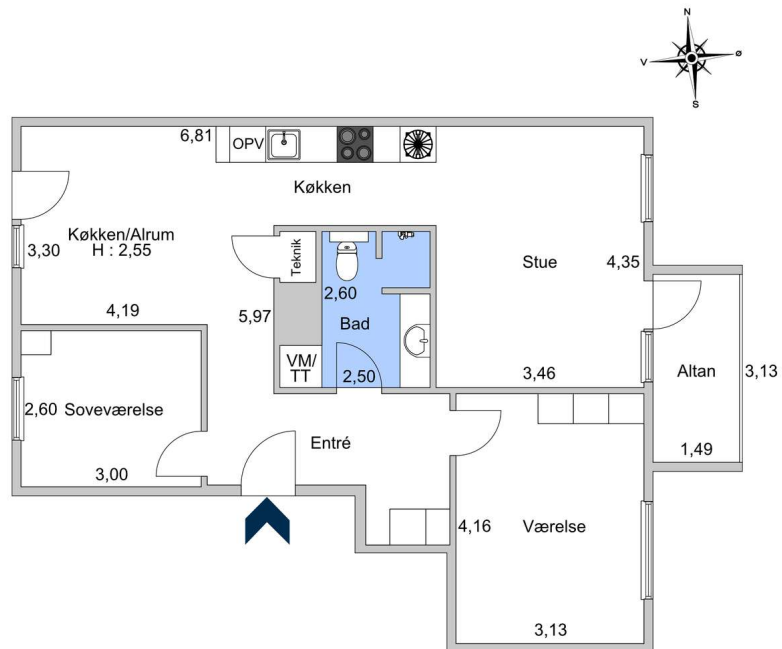 N
V
Ø
S
6,81
OPV
Køkken
Køkken/Alrum
H : 2,55
3,30
4,19
Teknik
5,97
2,60
Bad
2,50
VM/
TT
Stue
4,35
3,46
Altan
3,13
1,49
2,60
Soveværelse
3,00
Entré
4,16
Værelse
3,13